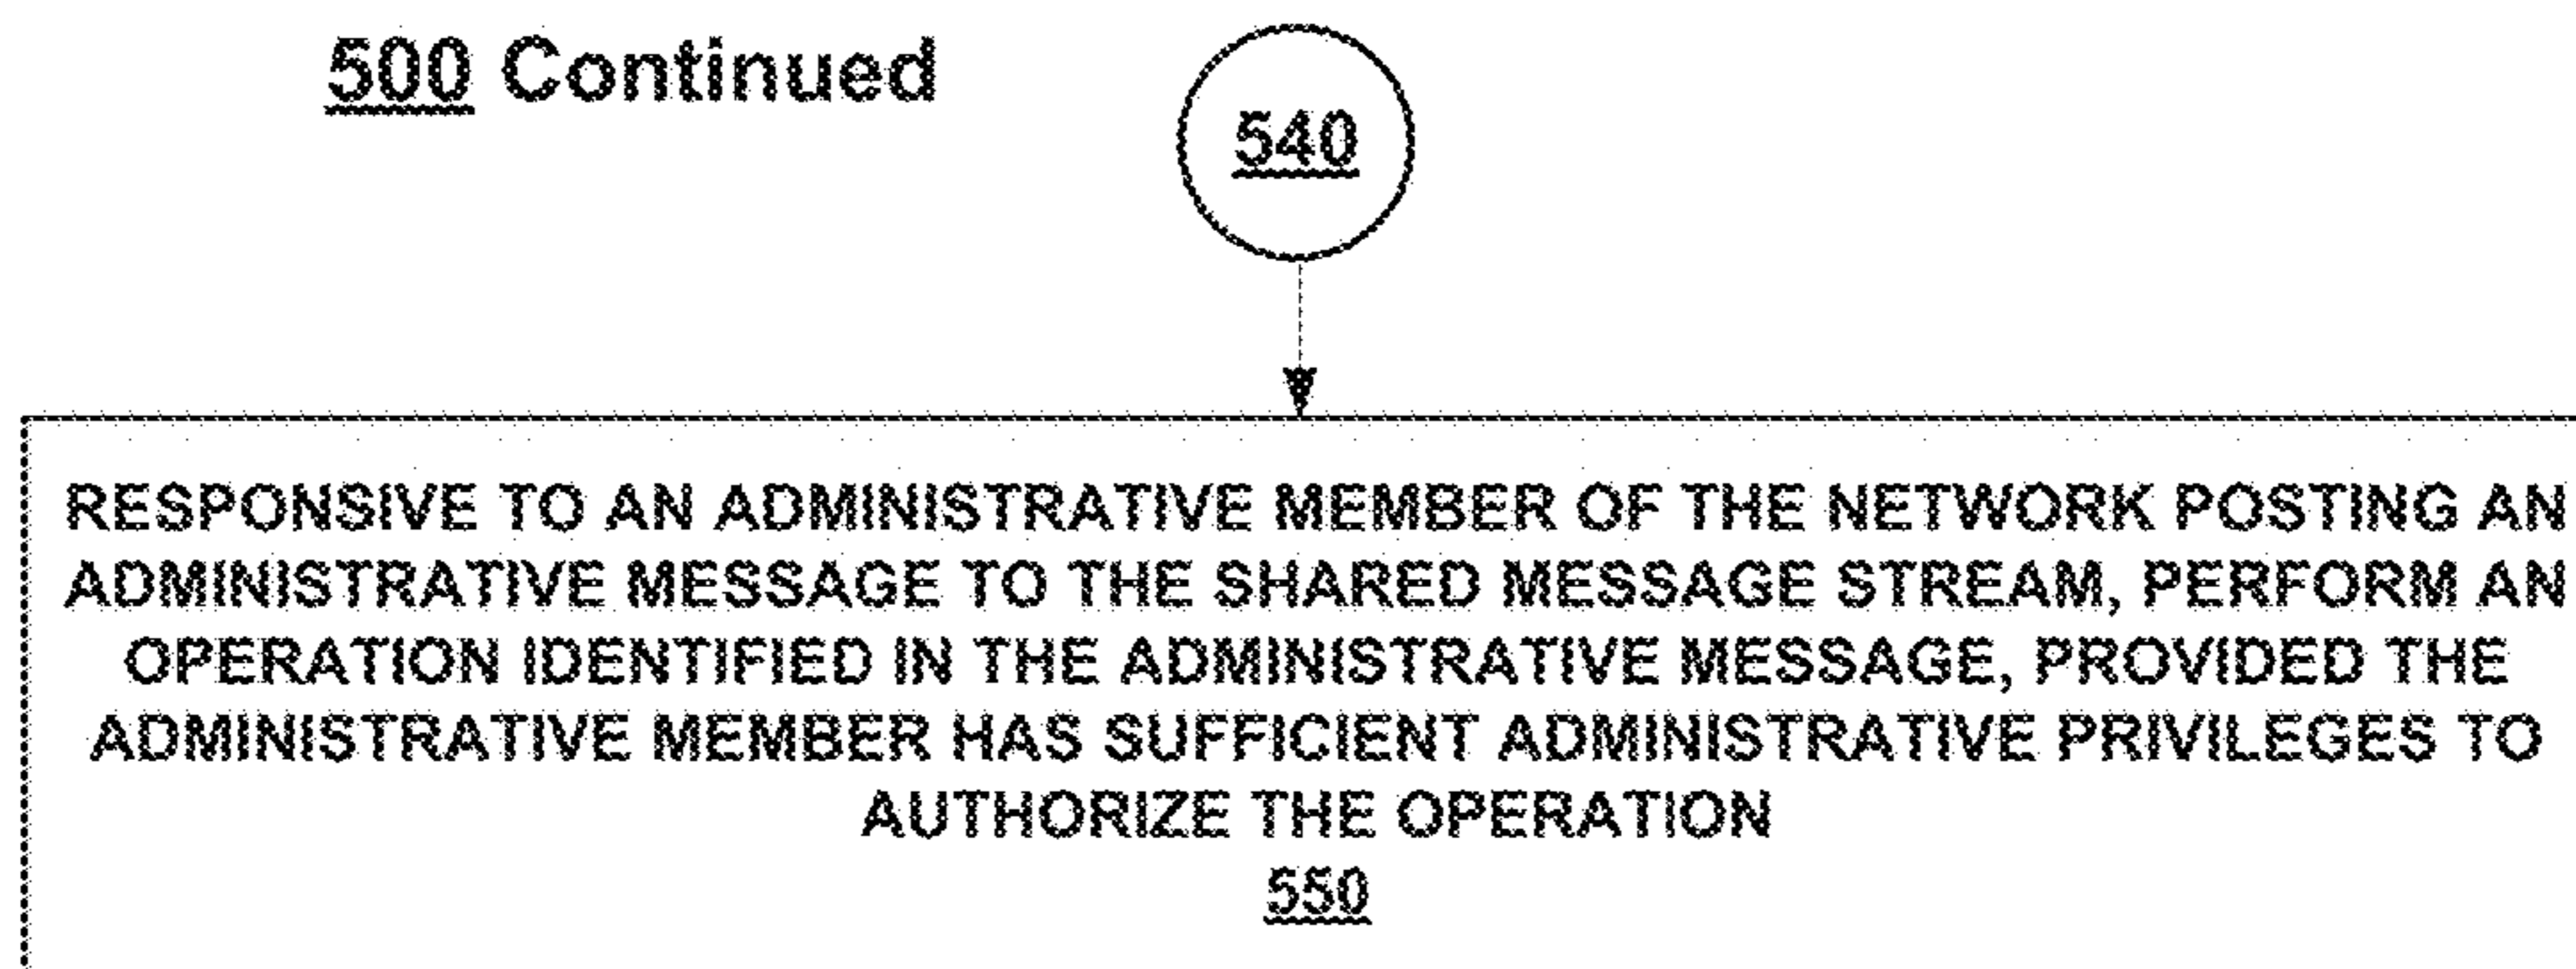 500 Continued
540
RESPONSIVE TO AN ADMINISTRATIVE MEMBER OF THE NETWORK POSTING AN
ADMINISTRATIVE MESSAGE TO THE SHARED MESSAGE STREAM, PERFORM AN
OPERATION IDENTIFIED IN THE ADMINISTRATIVE MESSAGE, PROVIDED THE
ADMINISTRATIVE MEMBER HAS SUFFICIENT ADMINISTRATIVE PRIVILEGES TO
AUTHORIZE THE OPERATION
550